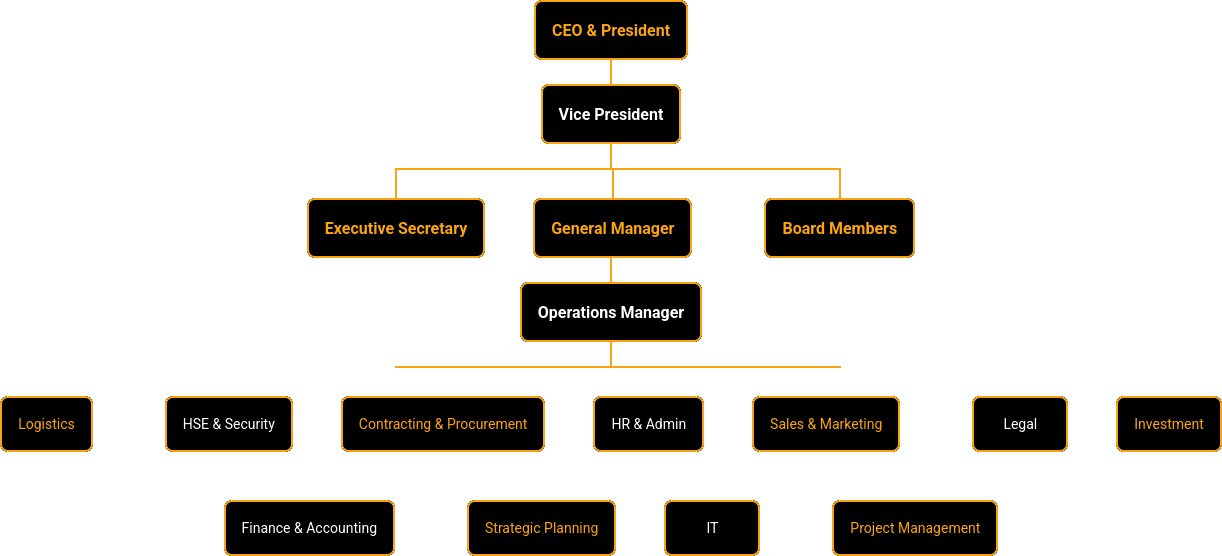 CEO & President
Vice President
Executive Secretary
General Manager
Board Members
Operations Manager
Logistics
HSE & Security
Contracting & Procurement
HR & Admin
Sales & Marketing
Legal
Investment
Finance & Accounting
Strategic Planning
IT
Project Management